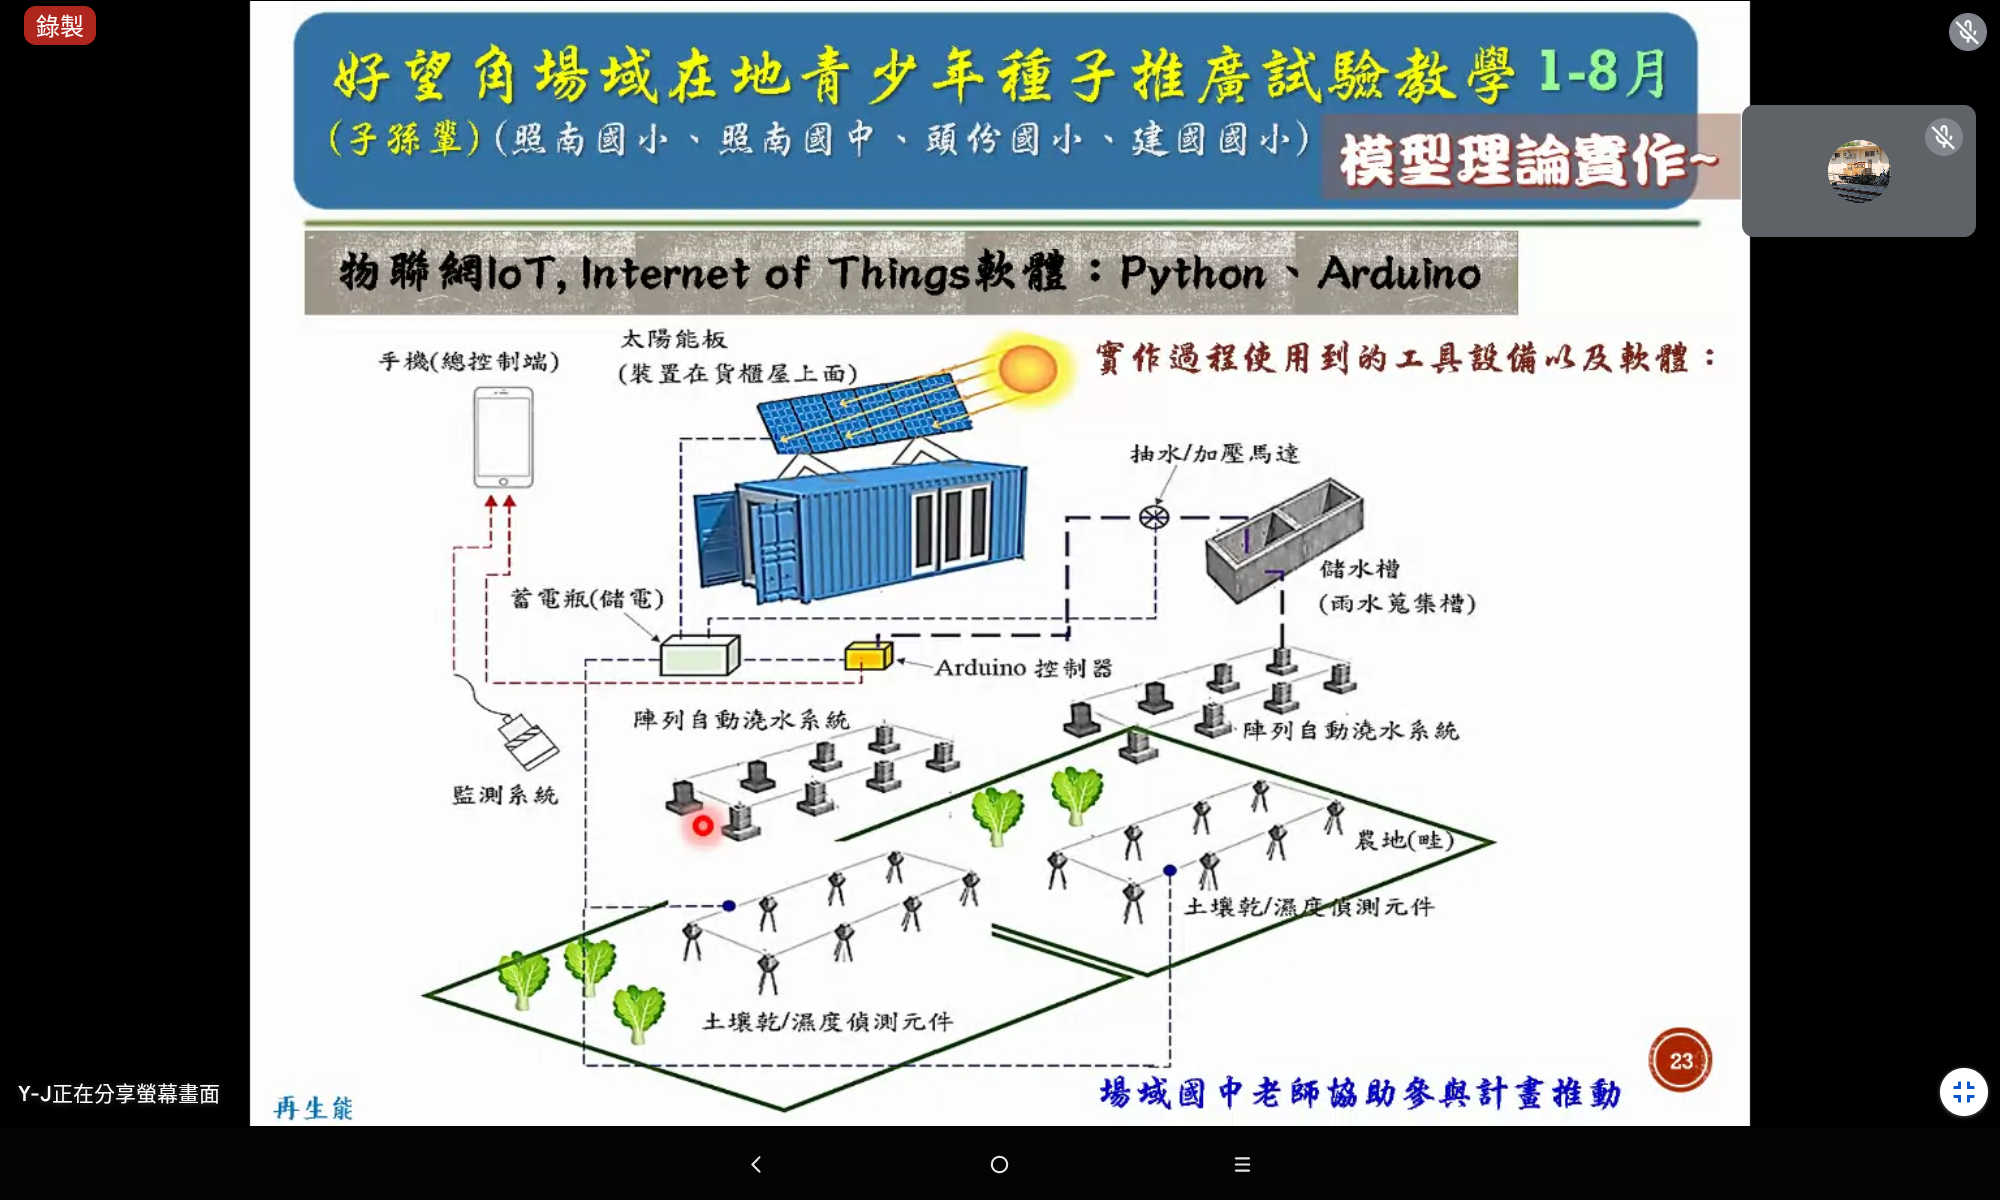 錄製
好望角場域在地青少年種子推廣試驗教學 1-8月
(子孫輩)(照南國小、照南國中、頭份國小、建國國小)
模型理論實作~
物聯網IoT, Internet of Things軟體：Python、Arduino
手機(總控制端)
太陽能板
(裝置在貨櫃屋上面)
實作過程使用到的工具設備以及軟體：
抽水/加壓馬達
儲水槽
(雨水蒐集槽)
蓄電瓶(儲電)
Arduino 控制器
陣列自動澆水系統
陣列自動澆水系統
監測系統
農地(畦)
土壤乾/濕度偵測元件
土壤乾/濕度偵測元件
23
Y-J正在分享螢幕畫面
再生能
場域國中老師協助參與計畫推動